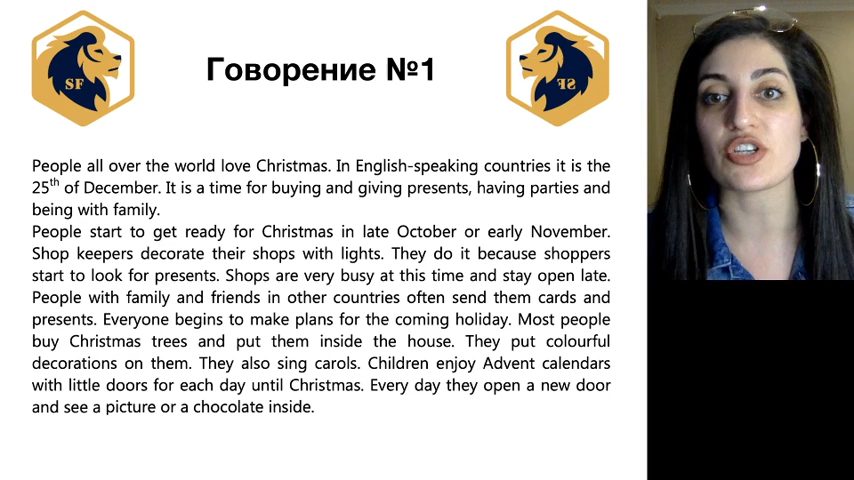 Говорение №1
SF
SF
People all over the world love Christmas. In English-speaking countries it is the
25th of December. It is a time for buying and giving presents, having parties and
being with family.
People start to get ready for Christmas in late October or early November.
Shop keepers decorate their shops with lights. They do it because shoppers
start to look for presents. Shops are very busy at this time and stay open late.
People with family and friends in other countries often send them cards and
presents. Everyone begins to make plans for the coming holiday. Most people
buy Christmas trees and put them inside the house. They put colourful
decorations on them. They also sing carols. Children enjoy Advent calendars
with little doors for each day until Christmas. Every day they open a new door
and see a picture or a chocolate inside.